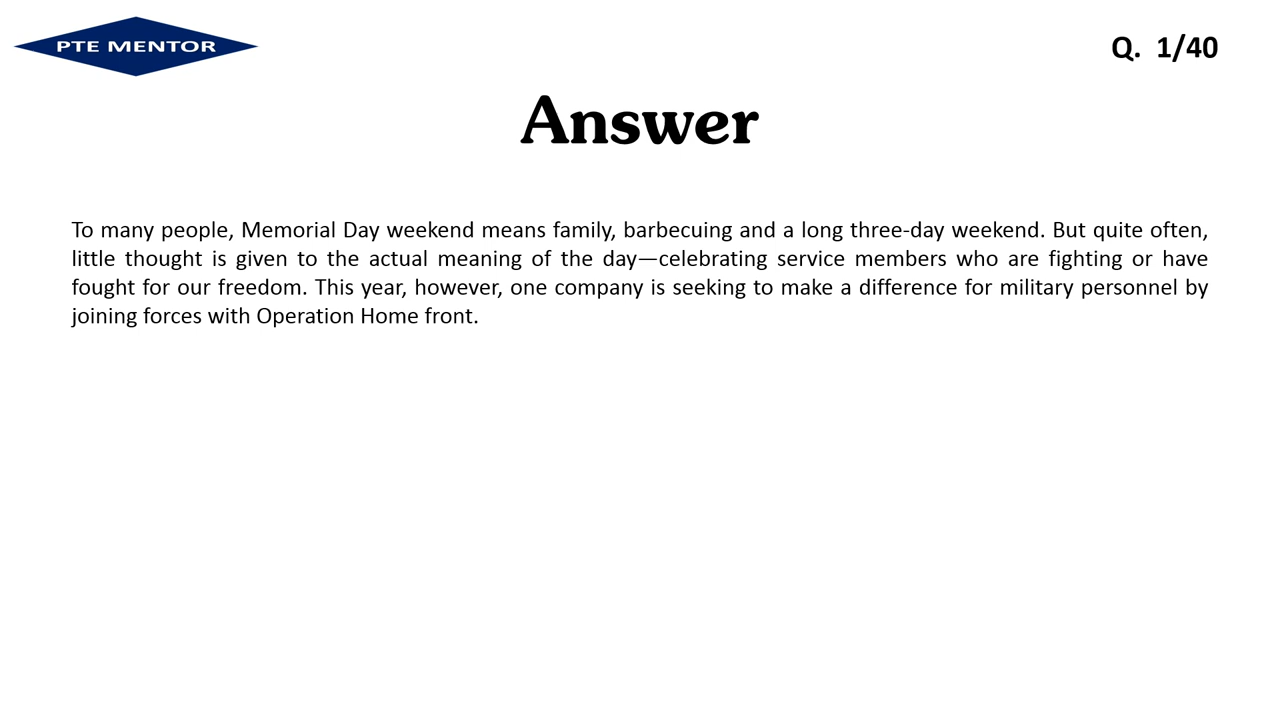 PTE MENTOR
Q. 1/40
Answer
To many people, Memorial Day weekend means family, barbecuing and a long three-day weekend. But quite often,
little thought is given to the actual meaning of the day—celebrating service members who are fighting or have
fought for our freedom. This year, however, one company is seeking to make a difference for military personnel by
joining forces with Operation Home front.